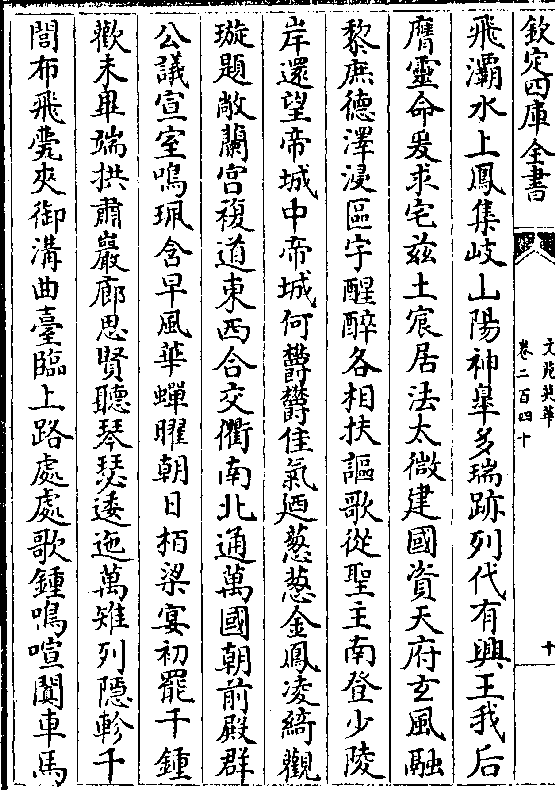 欽定四庫全書
文苑英華
卷二百四十
十
飛灞水上鳳集岐山陽神臯多瑞跡列代有興王我后
膺靈命爰求宅兹土宸居法太微建國資天府玄風融
黎庶德澤浸區宇醒醉各相扶謳歌從聖主南登少陵
岸還望帝城中帝城何欝欝佳氣廼葱葱金鳳凌綺觀
璇題敞蘭宫複道東西合交衢南北通萬國朝前殿群
公議宣室鳴珮含早風華蟬曜朝日栢梁宴初罷千鍾
歡未畢端拱肅巖廊思賢聽琴瑟逶迤萬雉列隠軫千
閭布飛甍夾御溝曲臺臨上路處處歌鍾鳴喧闐車馬